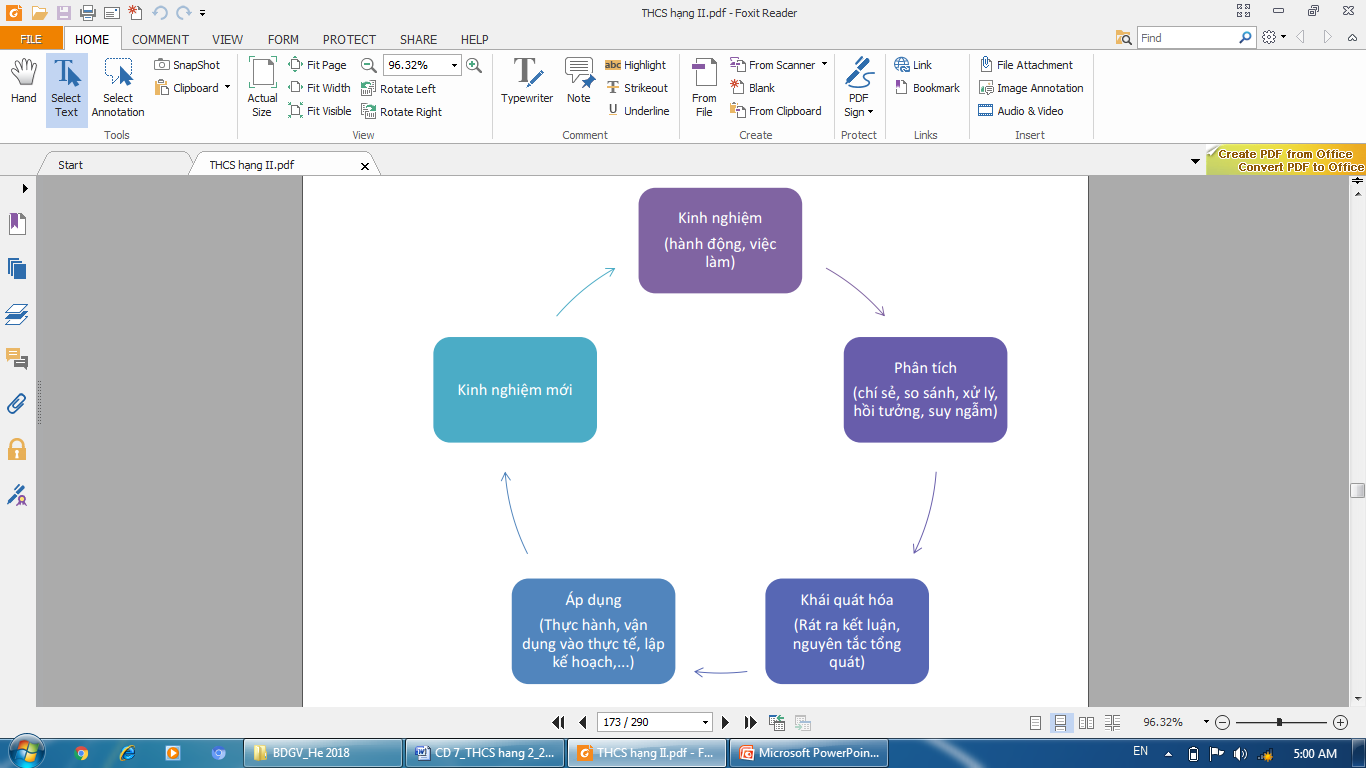 THCS hạng II.pdf - Foxit Reader
FILE HOME COMMENT VIEW FORM PROTECT SHARE HELP
Find
Hand
Select
Text
Select
Annotation
SnapShot
Clipboard
Tools
Actual
Size
Fit Page
Fit Width
Fit Visible
96.32%
Rotate Left
Rotate Right
View
Typewriter
Note
abc Highlight
T Strikeout
U Underline
Comment
From
File
From Scanner
Blank
From Clipboard
Create
PDF
Sign
Protect
Link
Bookmark
Links
File Attachment
Image Annotation
Audio & Video
Insert
Start
THCS hạng II.pdf
Create PDF from Office
Convert PDF to Office
Kinh nghiệm
(hành động, việc
làm)
Phân tích
(chí sẻ, so sánh, xử lý,
hồi tưởng, suy ngẫm)
Khái quát hóa
(Rát ra kết luận,
nguyên tắc tổng
quát)
Áp dụng
(Thực hành, vận
dụng vào thực tế, lập
kế hoạch,...)
Kinh nghiệm mới
173 / 290
96.32%
BDGV_He 2018
CD 7_THCS hang 2_2...
THCS hạng II.pdf - F...
Microsoft PowerPoin...
EN
5:00 AM